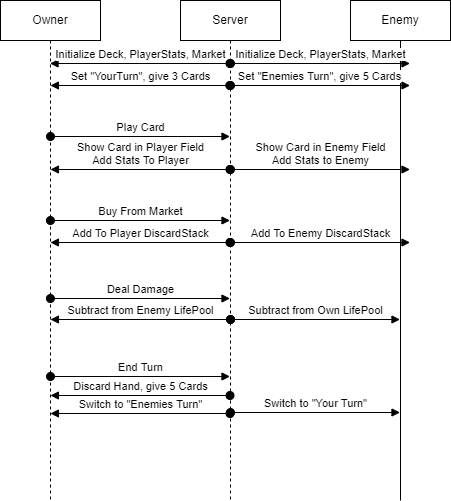 Owner
Server
Enemy
Initialize Deck, PlayerStats, Market
Initialize Deck, PlayerStats, Market
Set "YourTurn", give 3 Cards
Set "Enemies Turn", give 5 Cards
Play Card
Show Card in Player Field
Add Stats To Player
Show Card in Enemy Field
Add Stats to Enemy
Buy From Market
Add To Player DiscardStack
Add To Enemy DiscardStack
Deal Damage
Subtract from Enemy LifePool
Subtract from Own LifePool
End Turn
Discard Hand, give 5 Cards
Switch to "Enemies Turn"
Switch to "Your Turn"